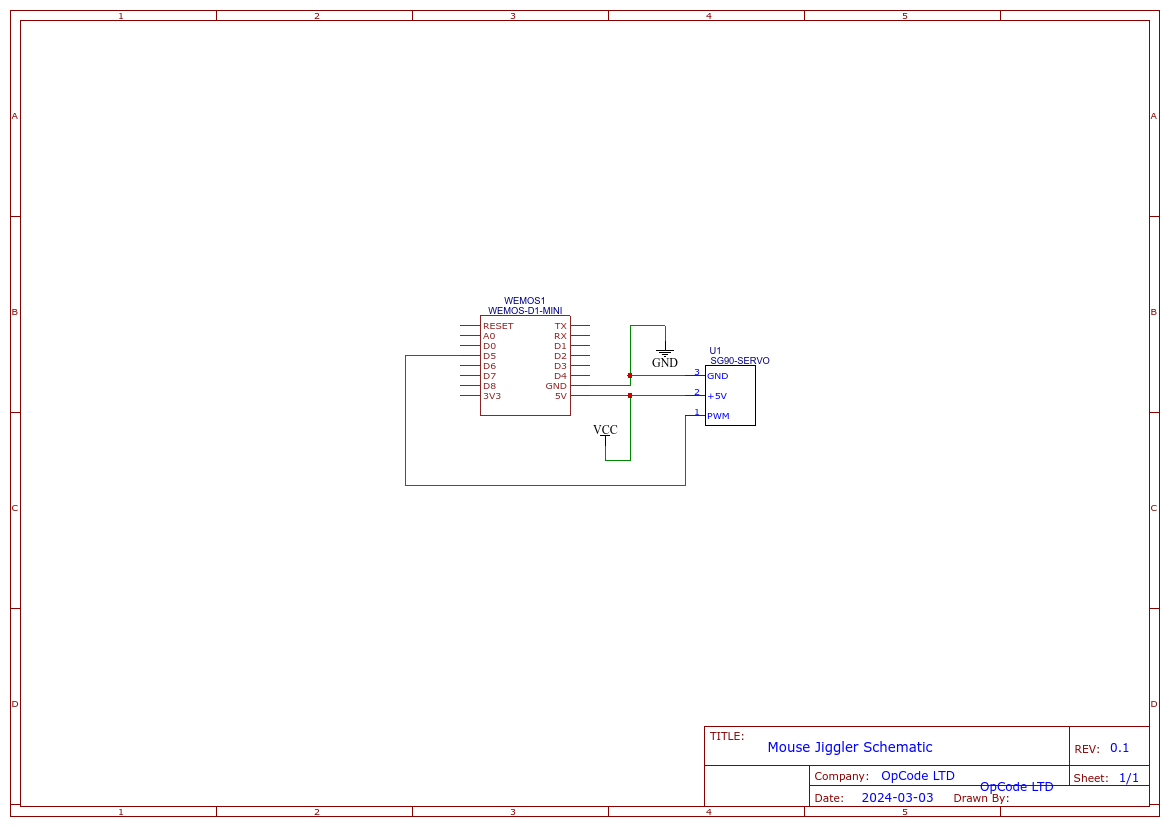 1 2 3 4 5
A A
WEMOS1
WEMOS-D1-MINI
B B
RESET TX
A0 RX
D0 D1
D5 D2
D6 D3
D7 D4
D8 GND
3V3 5V
GND
U1
SG90-SERVO
3 GND
2 +5V
1 PWM
VCC
C C
D D
TITLE:
Mouse Jiggler Schematic
REV: 0.1
Company: OpCode LTD
Sheet: 1/1
Date: 2024-03-03
Drawn By: OpCode LTD
1 2 3 4 5